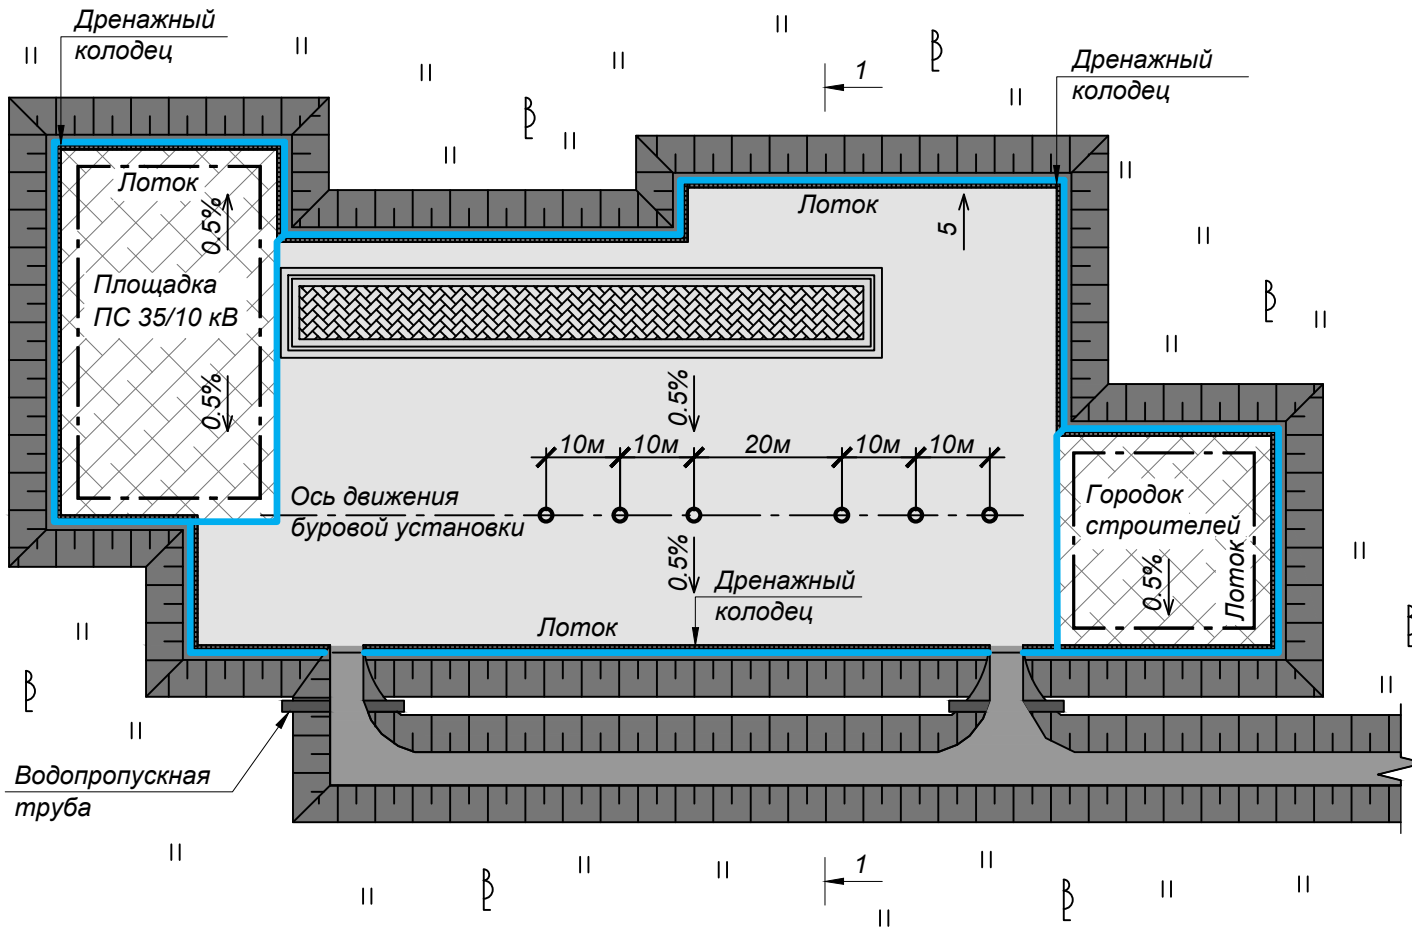 Дренажный
колодец
1
Дренажный
колодец
Лоток
0.5%
Лоток
5
Площадка
ПС 35/10 кВ
0.5%
0.5%
10м 10м 20м 10м 10м
Ось движения
буровой установки
Городок
строителей
0.5%
0.5%
Лоток
Дренажный
колодец
Лоток
Водопропускная
труба
1